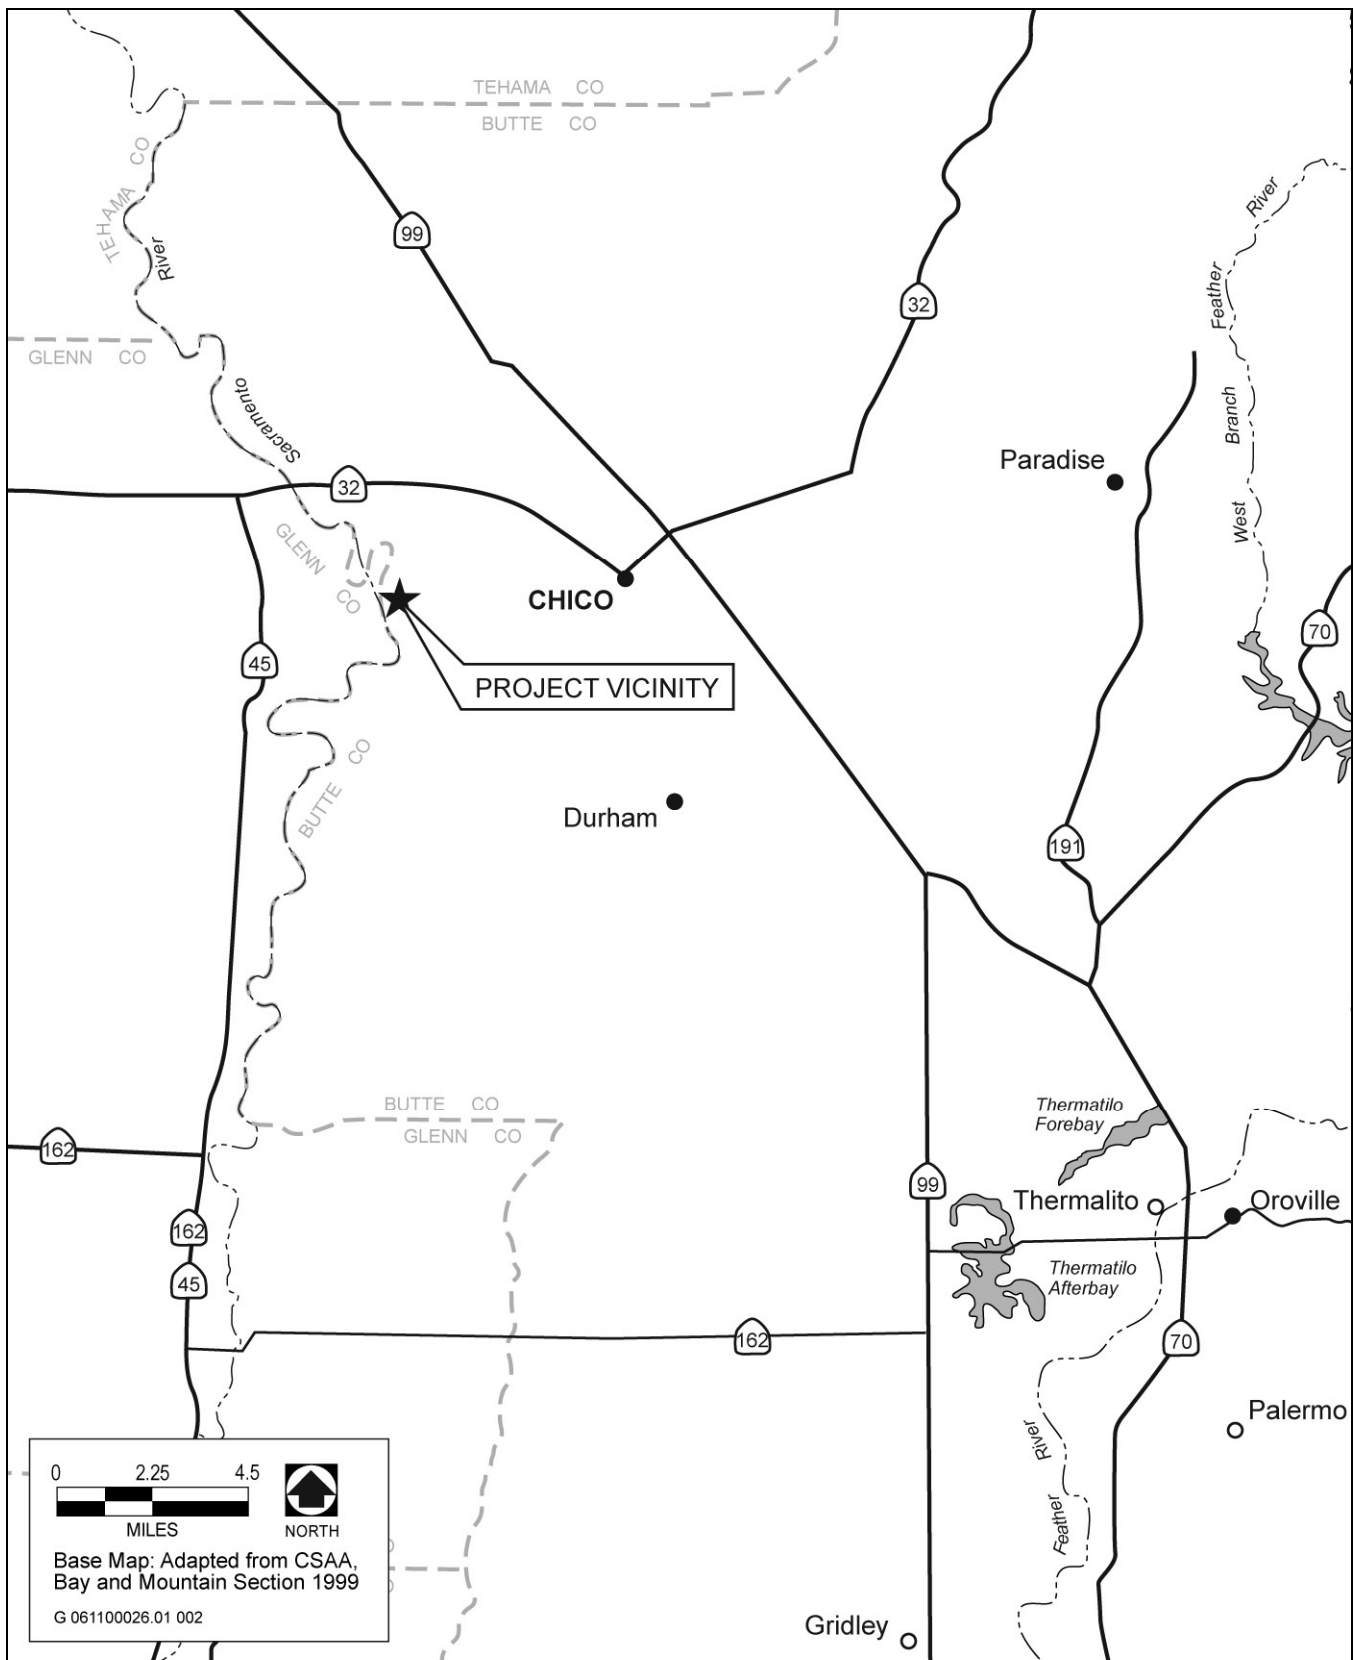 TEHAMA CO
BUTTE CO
TEHAMA CO
River
99
River
Feather
32
GLENN CO
Sacramento
Branch
Paradise
32
West
GLENN CO
CHICO
70
45
PROJECT VICINITY
BUTTE CO
Durham
191
BUTTE CO
GLENN CO
Thermatilo
Forebay
162
99
Thermalito
Oroville
162
Thermatilo
Afterbay
45
162
70
Palermo
River
Feather
0 2.25 4.5
MILES
NORTH
Base Map: Adapted from CSAA,
Bay and Mountain Section 1999
G 061100026.01 002
Gridley